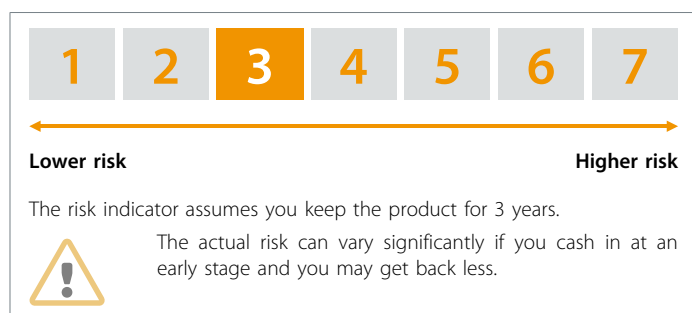 1 2 3 4 5 6 7
Lower risk Higher risk
The risk indicator assumes you keep the product for 3 years.
The actual risk can vary significantly if you cash in at an
early stage and you may get back less.